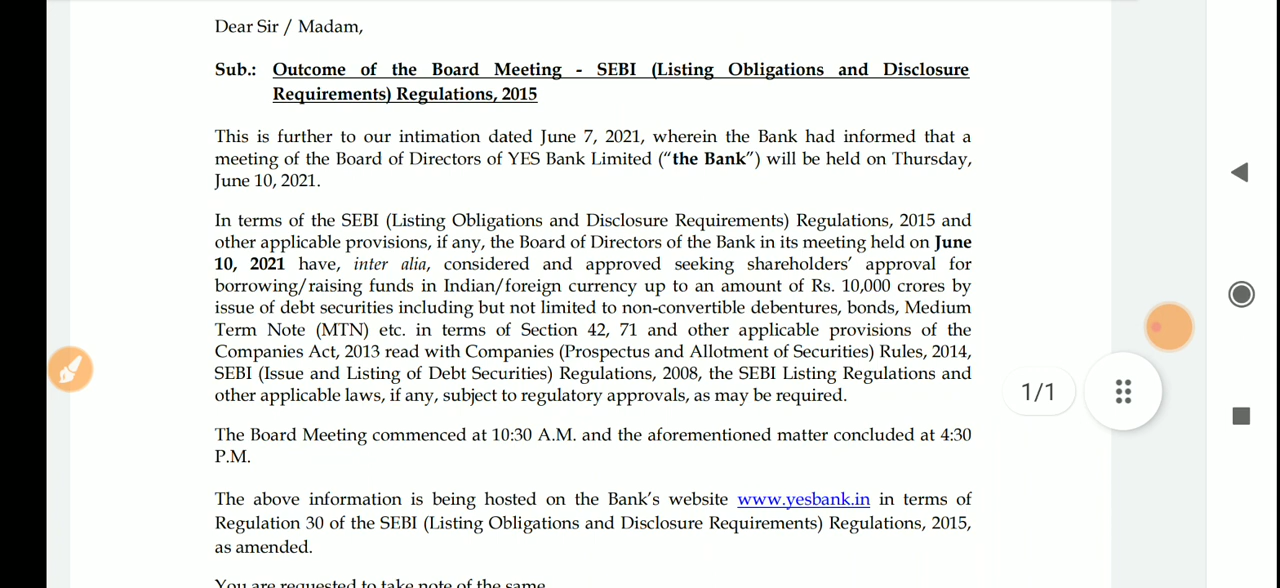 Dear Sir / Madam,
Sub.: Outcome of the Board Meeting - SEBI (Listing Obligations and Disclosure
Requirements) Regulations, 2015
This is further to our intimation dated June 7, 2021, wherein the Bank had informed that a
meeting of the Board of Directors of YES Bank Limited (“the Bank”) will be held on Thursday,
June 10, 2021.
In terms of the SEBI (Listing Obligations and Disclosure Requirements) Regulations, 2015 and
other applicable provisions, if any, the Board of Directors of the Bank in its meeting held on June
10, 2021 have, inter alia, considered and approved seeking shareholders’ approval for
borrowing/raising funds in Indian/foreign currency up to an amount of Rs. 10,000 crores by
issue of debt securities including but not limited to non-convertible debentures, bonds, Medium
Term Note (MTN) etc. in terms of Section 42, 71 and other applicable provisions of the
Companies Act, 2013 read with Companies (Prospectus and Allotment of Securities) Rules, 2014,
SEBI (Issue and Listing of Debt Securities) Regulations, 2008, the SEBI Listing Regulations and
other applicable laws, if any, subject to regulatory approvals, as may be required.
1/1
The Board Meeting commenced at 10:30 A.M. and the aforementioned matter concluded at 4:30
P.M.
The above information is being hosted on the Bank’s website www.yesbank.in in terms of
Regulation 30 of the SEBI (Listing Obligations and Disclosure Requirements) Regulations, 2015,
as amended.
You are requested to take note of the same.